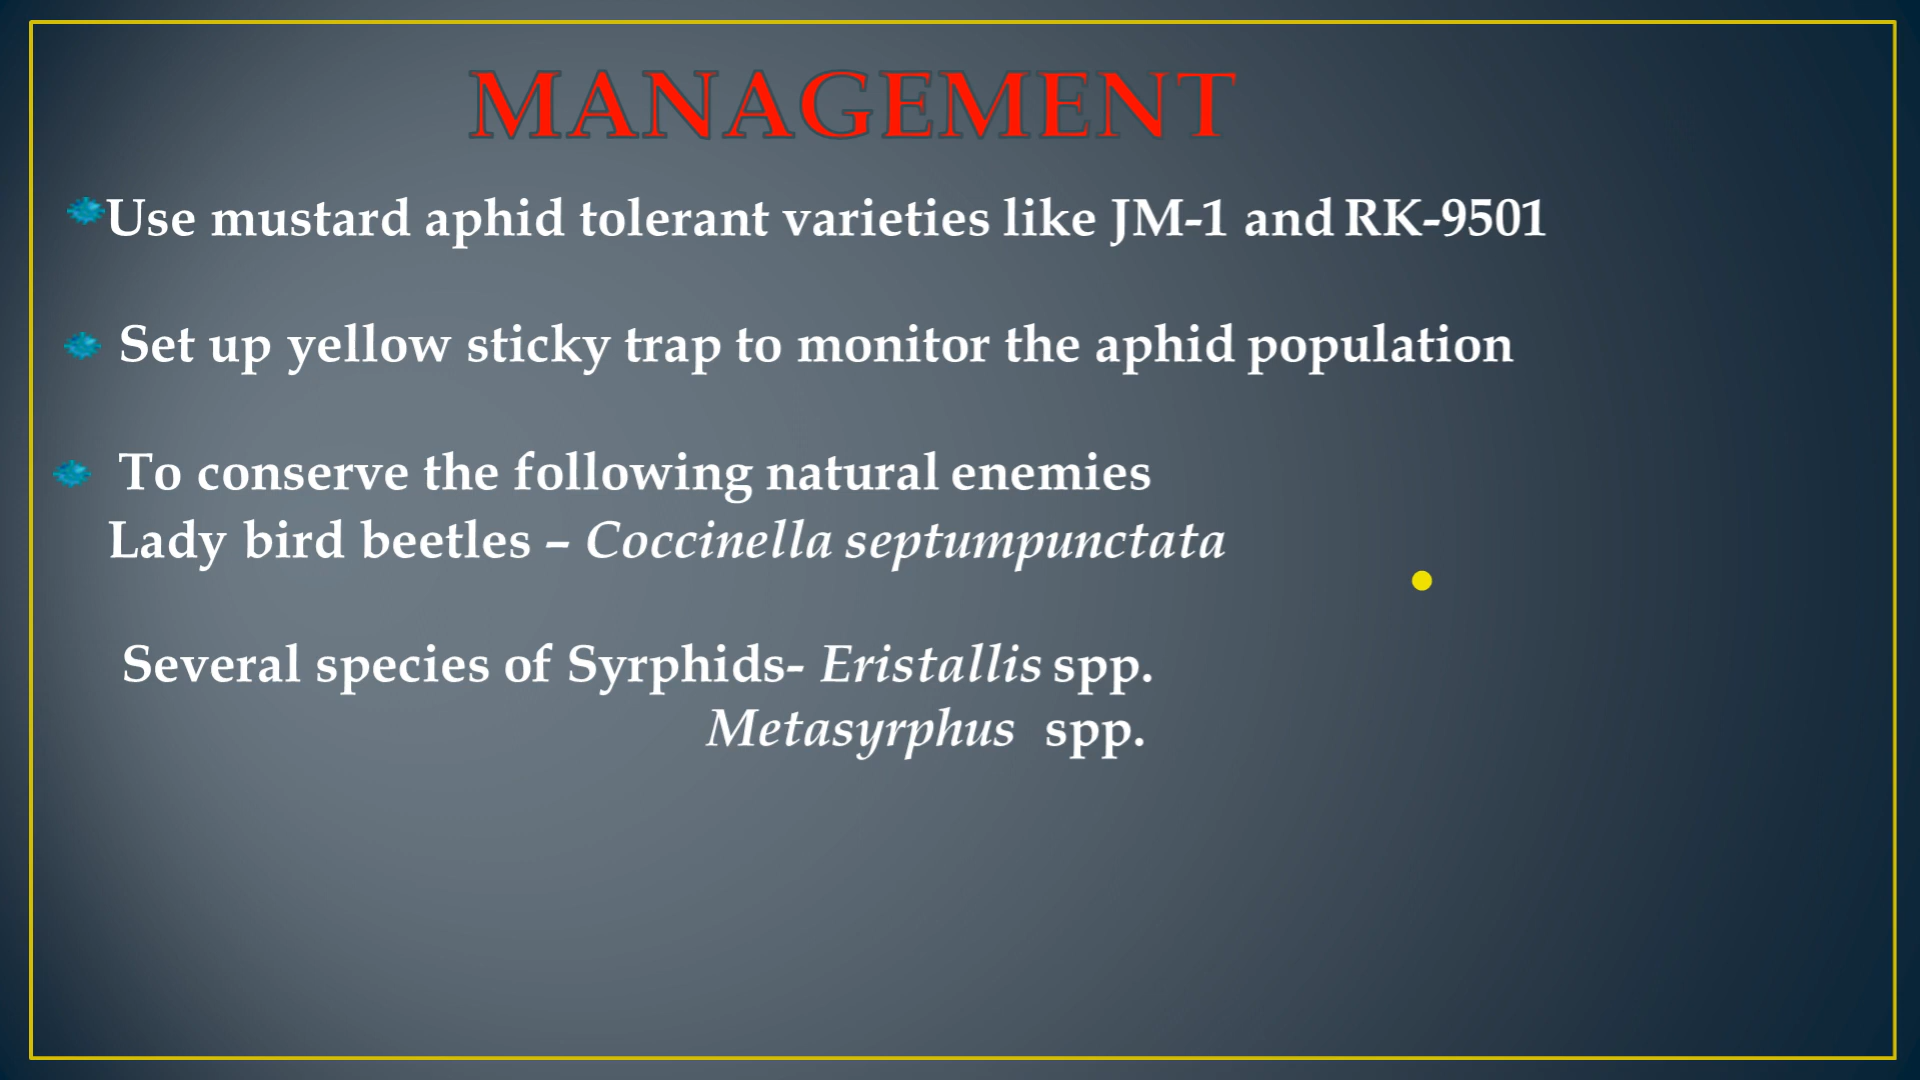 MANAGEMENT
Use mustard aphid tolerant varieties like JM-1 and RK-9501
Set up yellow sticky trap to monitor the aphid population
To conserve the following natural enemies
Lady bird beetles – Coccinella septumpunctata
Several species of Syrphids- Eristallis spp.
Metasyrphus spp.